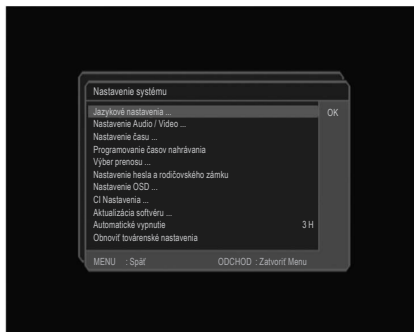 Nastavenie systému
Jazykové nastavenia ... OK
Nastavenie Audio / Video ...
Nastavenie času ...
Programovanie časov nahrávania
Výber prenosu ...
Nastavenie hesla a rodičovského zámku
Nastavenie OSD ...
CI Nastavenia ...
Aktualizácia softvéru ...
Automatické vypnutie 3 H
Obnoviť továrenské nastavenia
MENU : Späť ODCHOD : Zatvoriť Menu